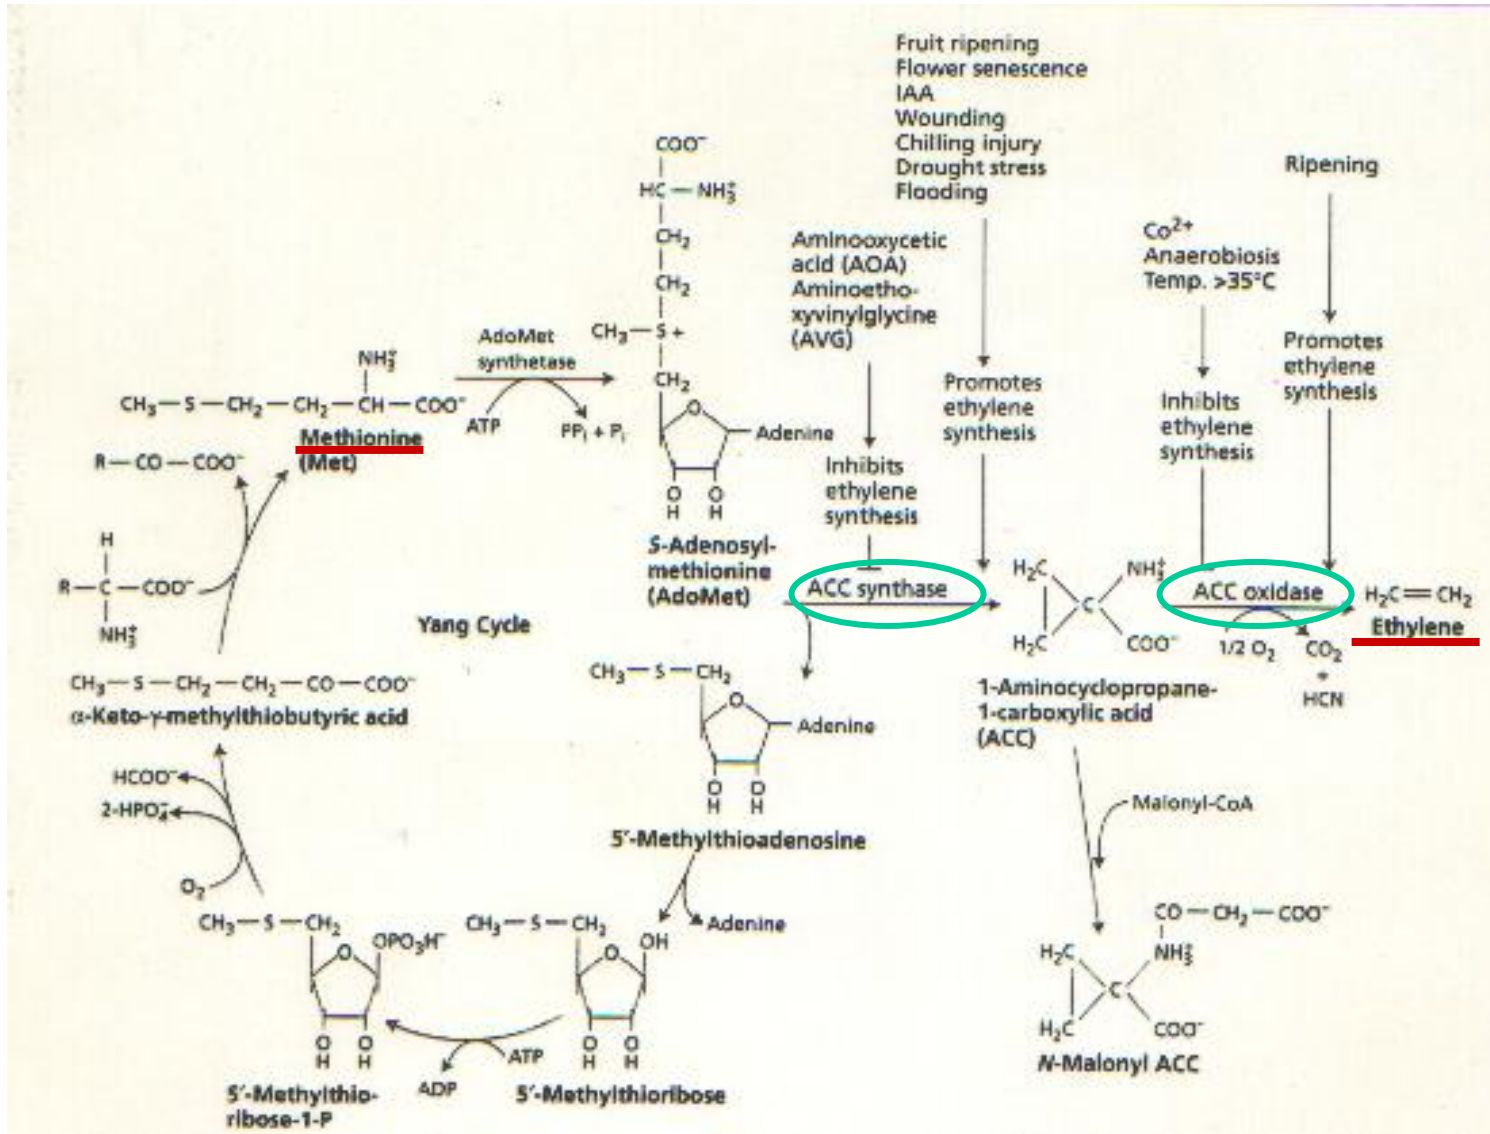 Fruit ripening
Flower senescence
IAA
Wounding
Chilling injury
Drought stress
Flooding
Promotes
ethylene
synthesis
Ripening
Promotes
ethylene
synthesis
Co²⁺
Anaerobiosis
Temp. >35°C
Inhibits
ethylene
synthesis
Aminooxycetic
acid (AOA)
Aminoetho-
xyvinylglycine
(AVG)
Inhibits
ethylene
synthesis
COO⁻
HC — NH₃⁺
CH₂
CH₂
CH₃—S+
CH₂
O
Adenine
O O
H H
S-Adenosyl-
methionine
(AdoMet)
AdoMet
synthetase
ATP
PPᵢ + Pᵢ
NH₃⁺
CH₃—S—CH₂—CH₂—CH—COO⁻
Methionine
(Met)
R—CO—COO⁻
H
R—C—COO⁻
NH₃⁺
Yang Cycle
ACC synthase
H₂C NH₃⁺
C
H₂C COO⁻
1-Aminocyclopropane-
1-carboxylic acid
(ACC)
ACC oxidase
1/2 O₂ CO₂
+
HCN
H₂C=CH₂
Ethylene
CH₃—S—CH₂—CH₂—CO—COO⁻
α-Keto-γ-methylthiobutyric acid
HCOO⁻
2-HPO₄⁻
O₂
CH₃—S—CH₂
O
Adenine
O O
H H
5′-Methylthioadenosine
Adenine
CH₃—S—CH₂
OH
O
O O
H H
5′-Methylthioribose
ATP
ADP
CH₃—S—CH₂
OPO₃H⁻
O
O O
H H
5′-Methylthio-
ribose-1-P
Malonyl-CoA
CO—CH₂—COO⁻
H₂C NH₃⁺
C
H₂C COO⁻
N-Malonyl ACC